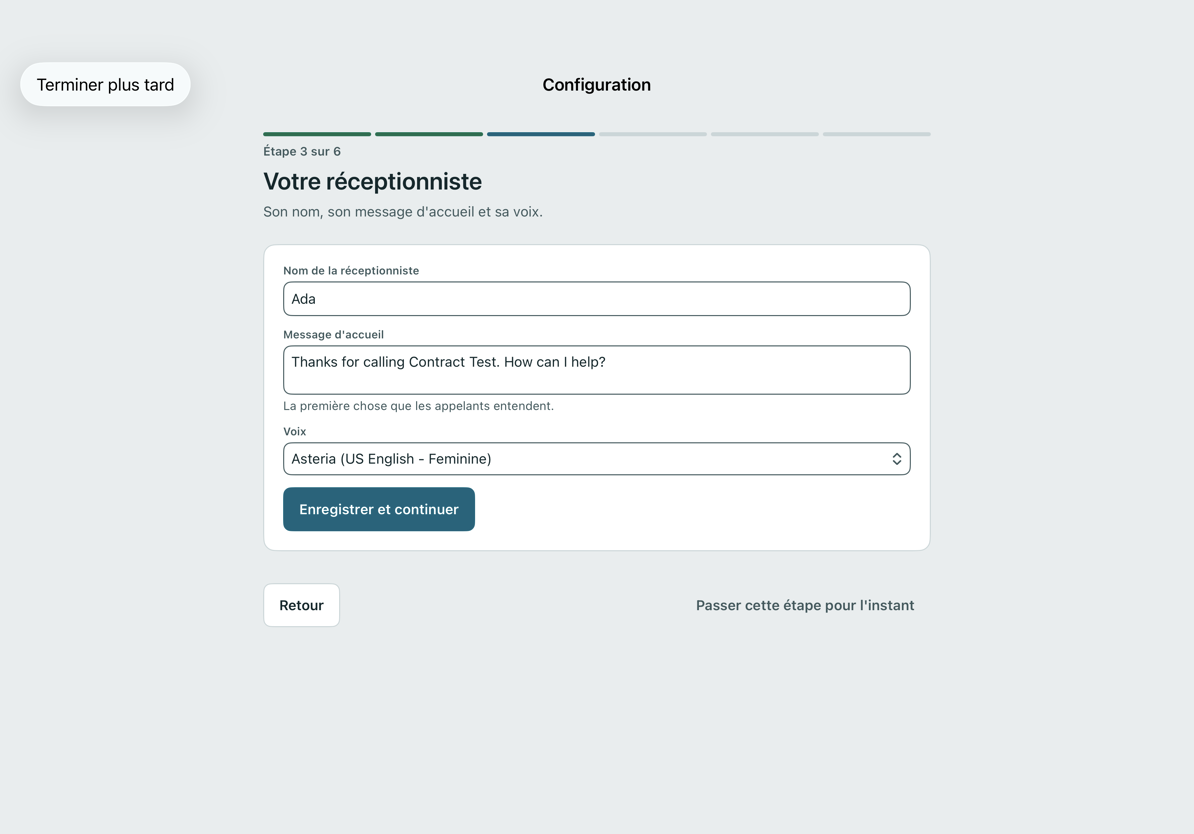 Terminer plus tard
Configuration
Étape 3 sur 6
Votre réceptionniste
Son nom, son message d'accueil et sa voix.
Nom de la réceptionniste
Ada
Message d'accueil
Thanks for calling Contract Test. How can I help?
La première chose que les appelants entendent.
Voix
Asteria (US English - Feminine)
Enregistrer et continuer
Retour
Passer cette étape pour l'instant